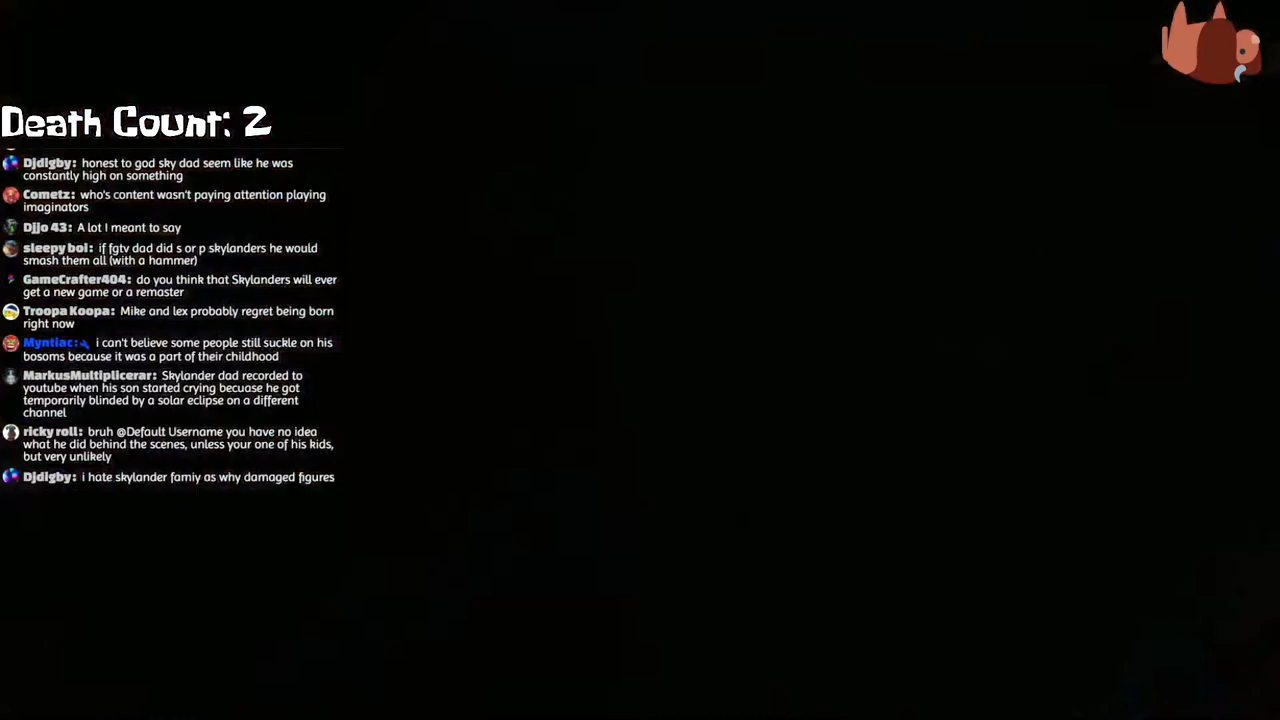 Death Count: 2
Djdigby: honest to god sky dad seem like he was
constantly high on something
Cometz: who's content wasn't paying attention playing
imaginators
Djjo 43: A lot I meant to say
sleepy boi: if fgtv dad did s or p skylanders he would
smash them all (with a hammer)
GameCrafter404: do you think that Skylanders will ever
get a new game or a remaster
Troopa Koopa: Mike and lex probably regret being born
right now
Myntiac: i can't believe some people still suckle on his
bosoms because it was a part of their childhood
MarkusMultiplicerar: Skylander dad recorded to
youtube when his son started crying becuase he got
temporarily blinded by a solar eclipse on a different
channel
ricky roll: bruh @Default Username you have no idea
what he did behind the scenes, unless your one of his kids,
but very unlikely
Djdigby: i hate skylander famiy as why damaged figures